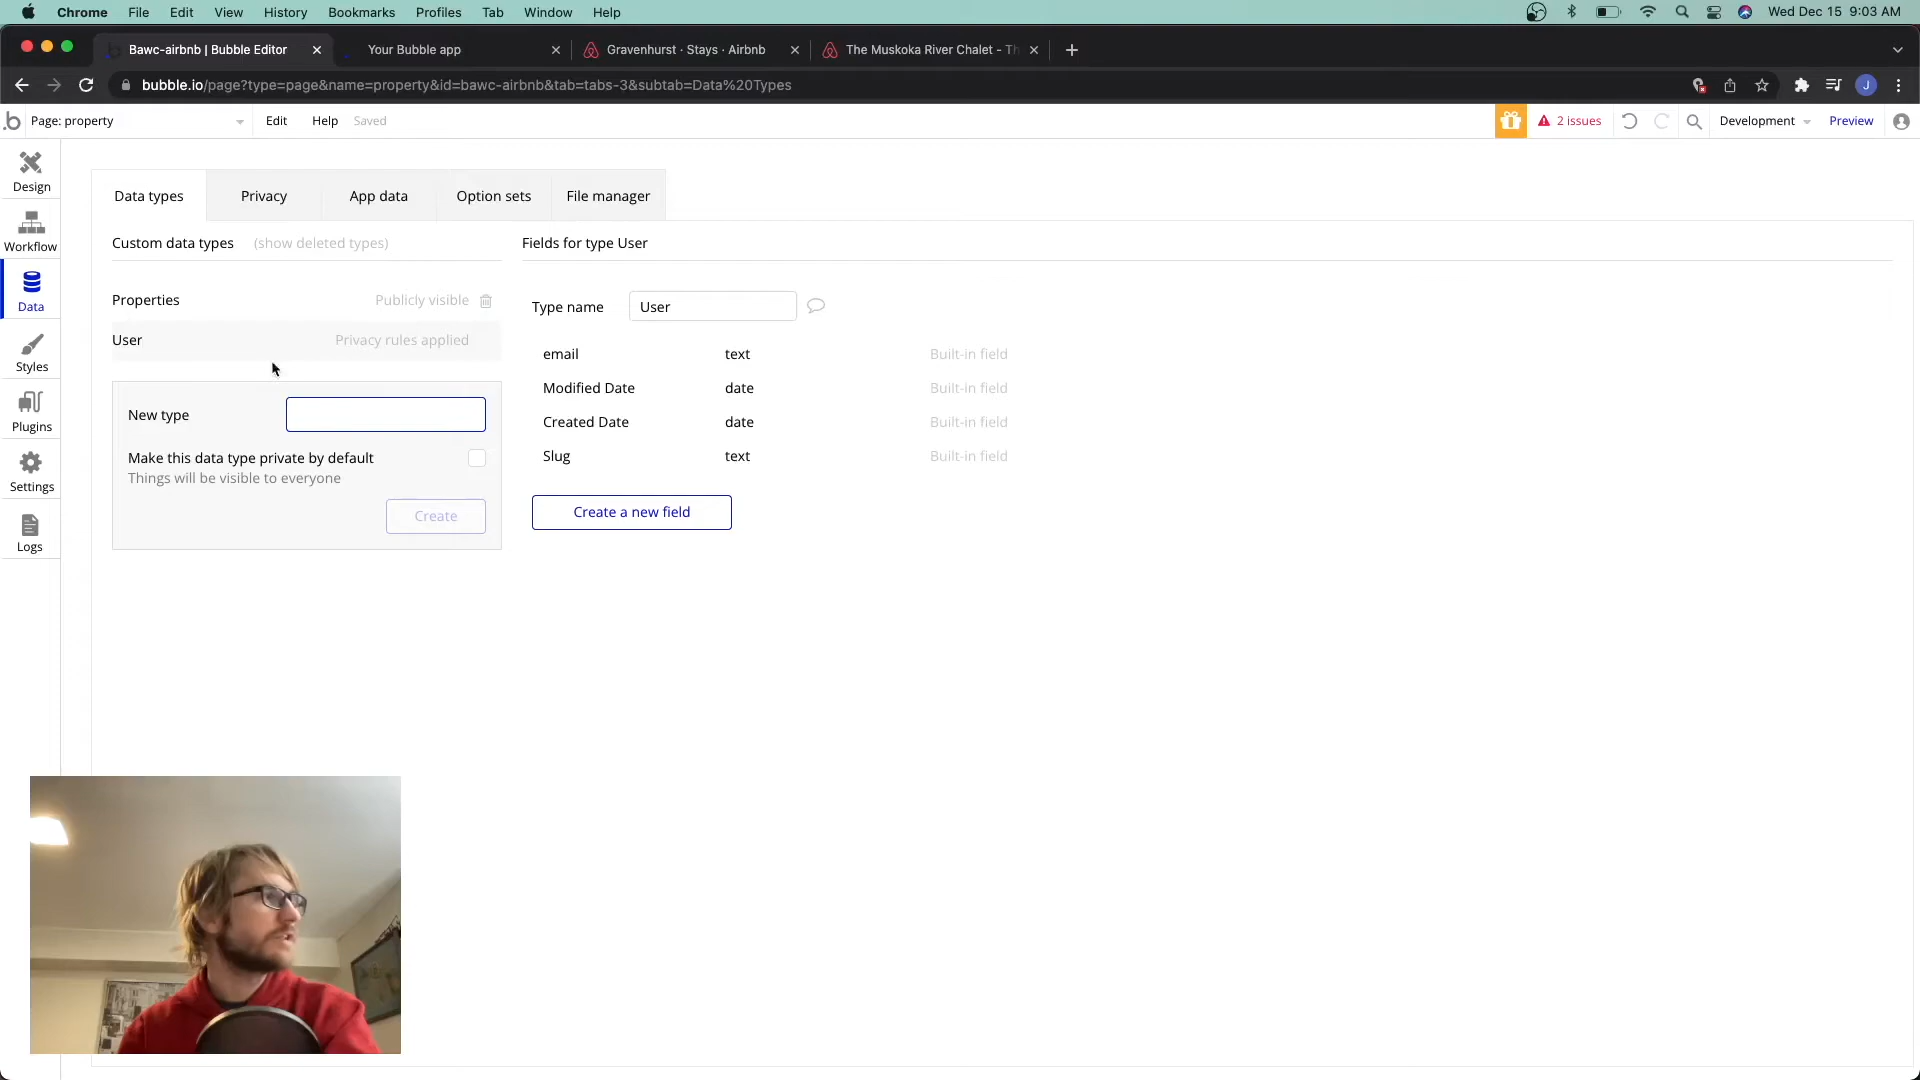 Chrome File Edit View History Bookmarks Profiles Tab Window Help Wed Dec 15 9:03 AM
Bawc-airbnb | Bubble Editor Your Bubble app Gravenhurst · Stays · Airbnb The Muskoka River Chalet - Th
bubble.io/page?type=page&name=property&id=bawc-airbnb&tab=tabs-3&subtab=Data%20Types J
.b Page: property Edit Help Saved 2 issues Development Preview
Design
Workflow
Data
Styles
Plugins
Settings
Logs
Data types Privacy App data Option sets File manager
Custom data types (show deleted types)
Properties Publicly visible
User Privacy rules applied
New type
Make this data type private by default
Things will be visible to everyone
Create
Fields for type User
Type name User
email text Built-in field
Modified Date date Built-in field
Created Date date Built-in field
Slug text Built-in field
Create a new field